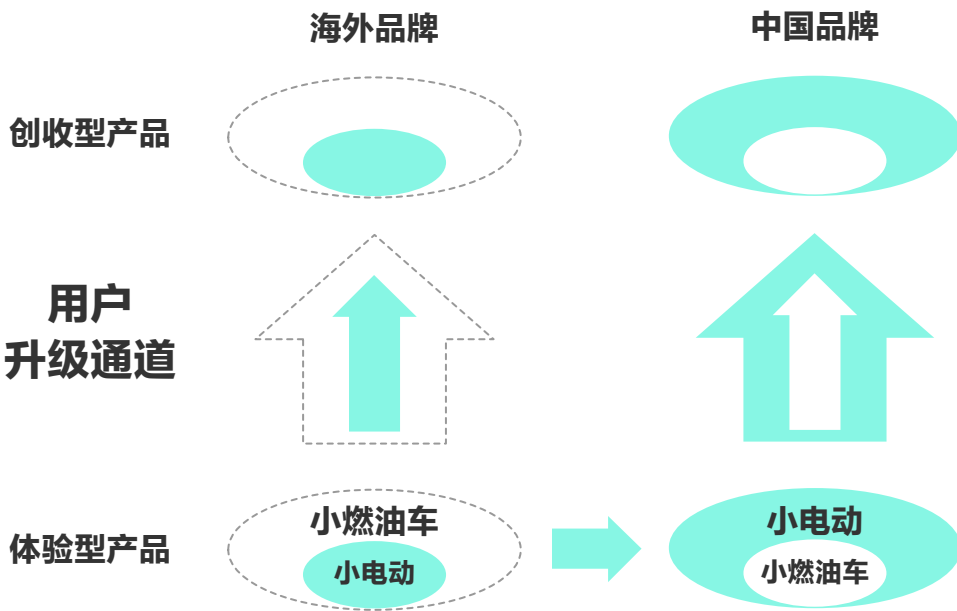 海外品牌
中国品牌
创收型产品
用户
升级通道
体验型产品
小燃油车
小电动
小电动
小燃油车